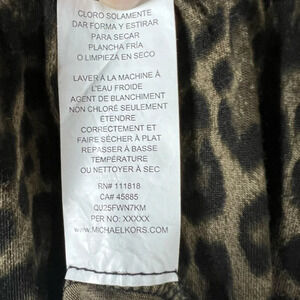 CLORO SOLAMENTE
DAR FORMA Y ESTIRAR
PARA SECAR
PLANCHA FRÍA
O LIMPIEZA EN SECO
LAVER À LA MACHINE À
L'EAU FROIDE
AGENT DE BLANCHIMENT
NON CHLORÉ SEULEMENT
ÉTENDRE
CORRECTEMENT ET
FAIRE SÉCHER À PLAT
REPASSER À BASSE
TEMPÉRATURE
OU NETTOYER À SEC
RN# 111818
CA# 45885
QU25FWN7KM
PER NO: XXXXX
WWW.MICHAELKORS.COM